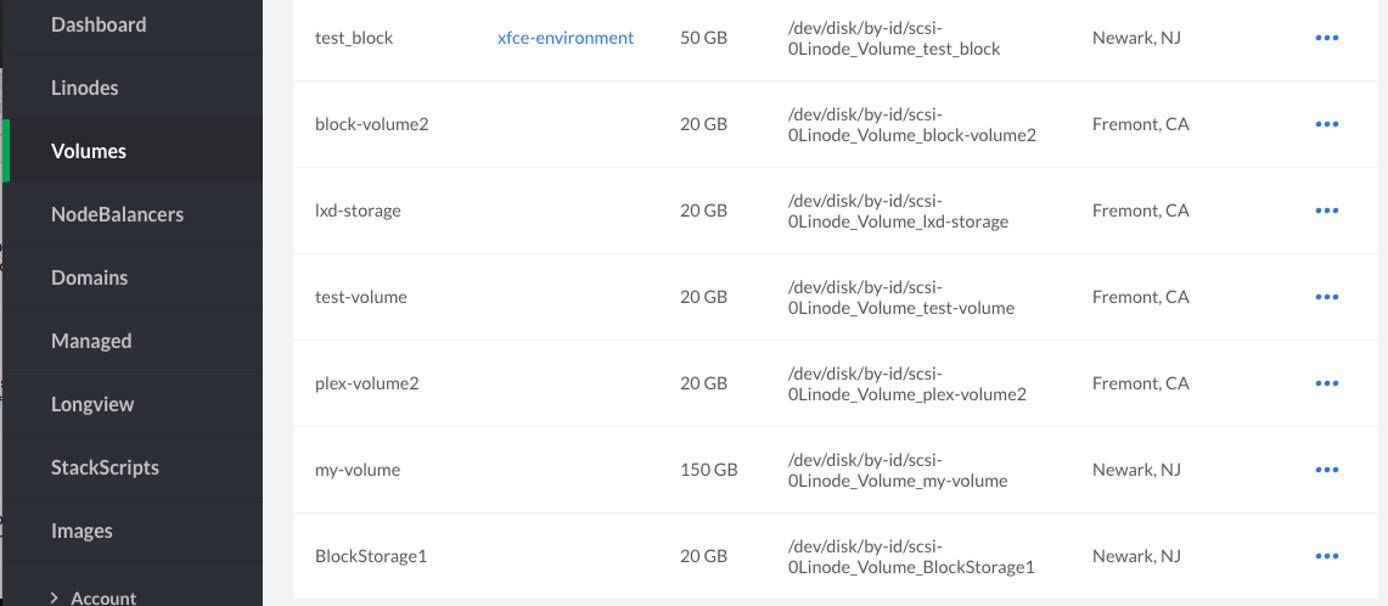 Dashboard
Linodes
Volumes
NodeBalancers
Domains
Managed
Longview
StackScripts
Images
Account
test_block xfce-environment 50 GB /dev/disk/by-id/scsi- Newark, NJ
0Linode_Volume_test_block
block-volume2 20 GB /dev/disk/by-id/scsi- Fremont, CA
0Linode_Volume_block-volume2
lxd-storage 20 GB /dev/disk/by-id/scsi- Fremont, CA
0Linode_Volume_lxd-storage
test-volume 20 GB /dev/disk/by-id/scsi- Fremont, CA
0Linode_Volume_test-volume
plex-volume2 20 GB /dev/disk/by-id/scsi- Fremont, CA
0Linode_Volume_plex-volume2
my-volume 150 GB /dev/disk/by-id/scsi- Newark, NJ
0Linode_Volume_my-volume
BlockStorage1 20 GB /dev/disk/by-id/scsi- Newark, NJ
0Linode_Volume_BlockStorage1